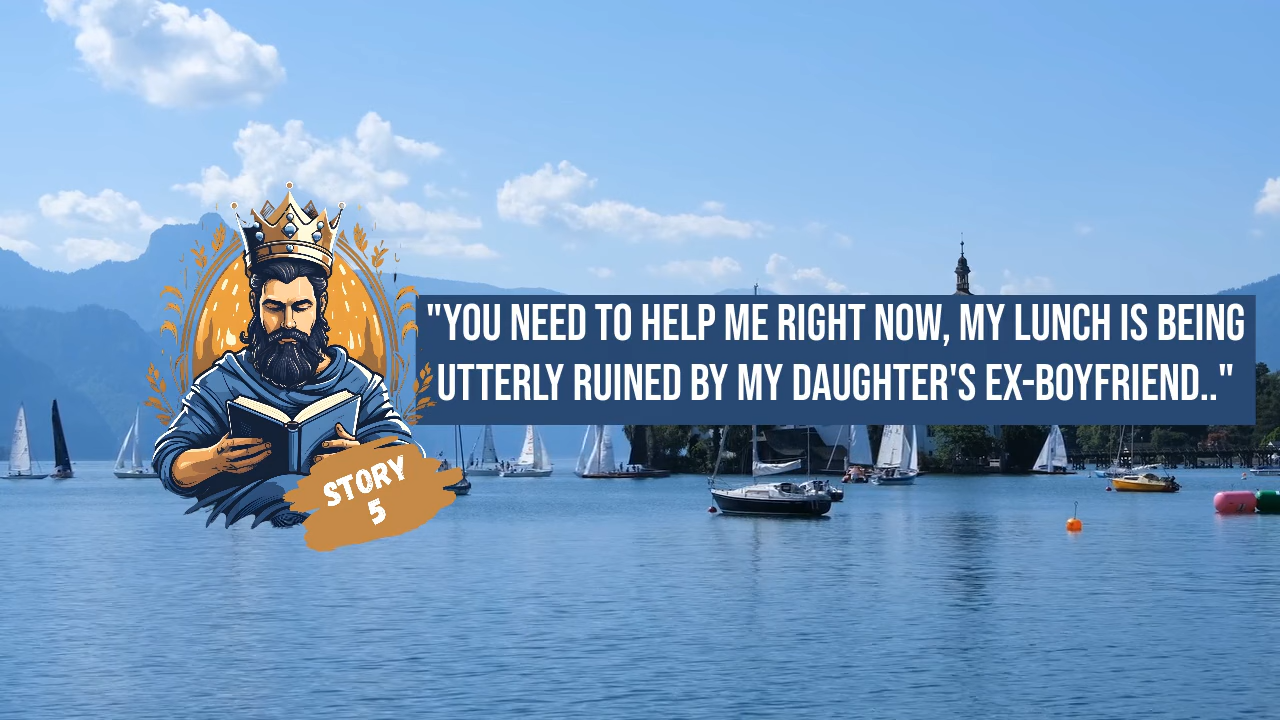 "YOU NEED TO HELP ME RIGHT NOW, MY LUNCH IS BEING
UTTERLY RUINED BY MY DAUGHTER'S EX-BOYFRIEND.."
STORY
5